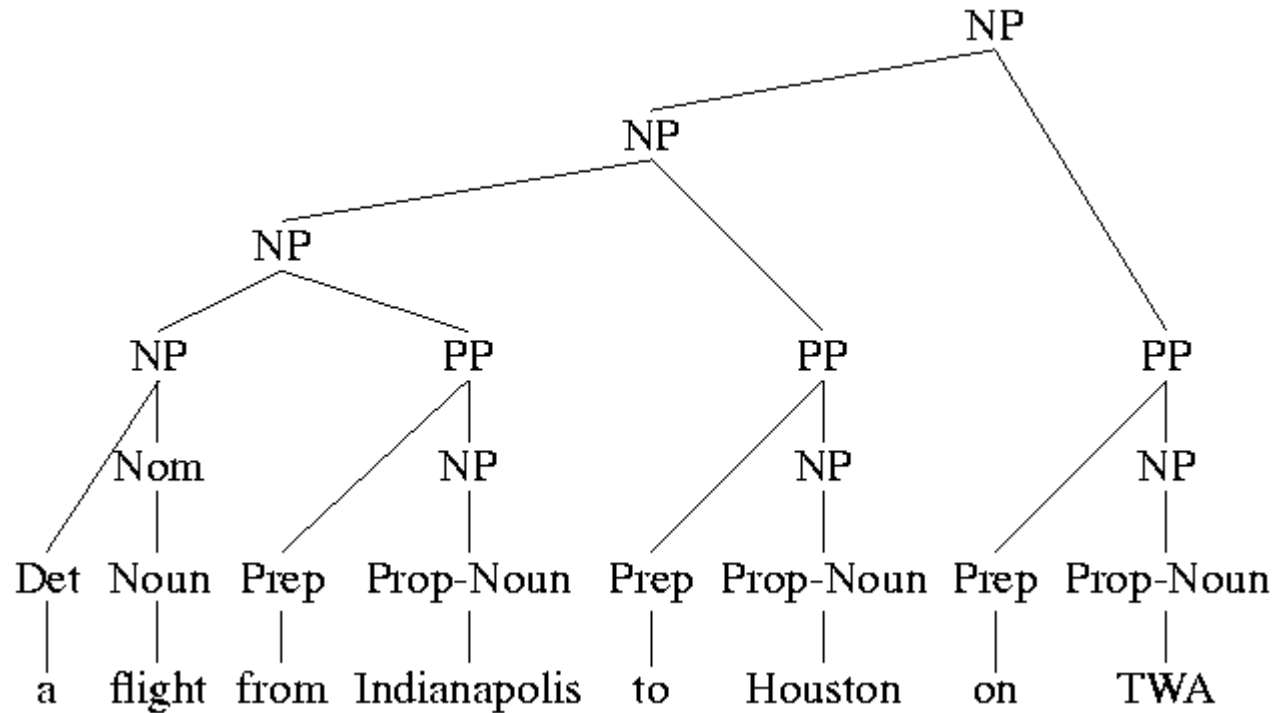 NP
NP
NP
NP PP PP PP
Nom NP NP NP
Det Noun Prep Prop-Noun Prep Prop-Noun Prep Prop-Noun
a flight from Indianapolis to Houston on TWA